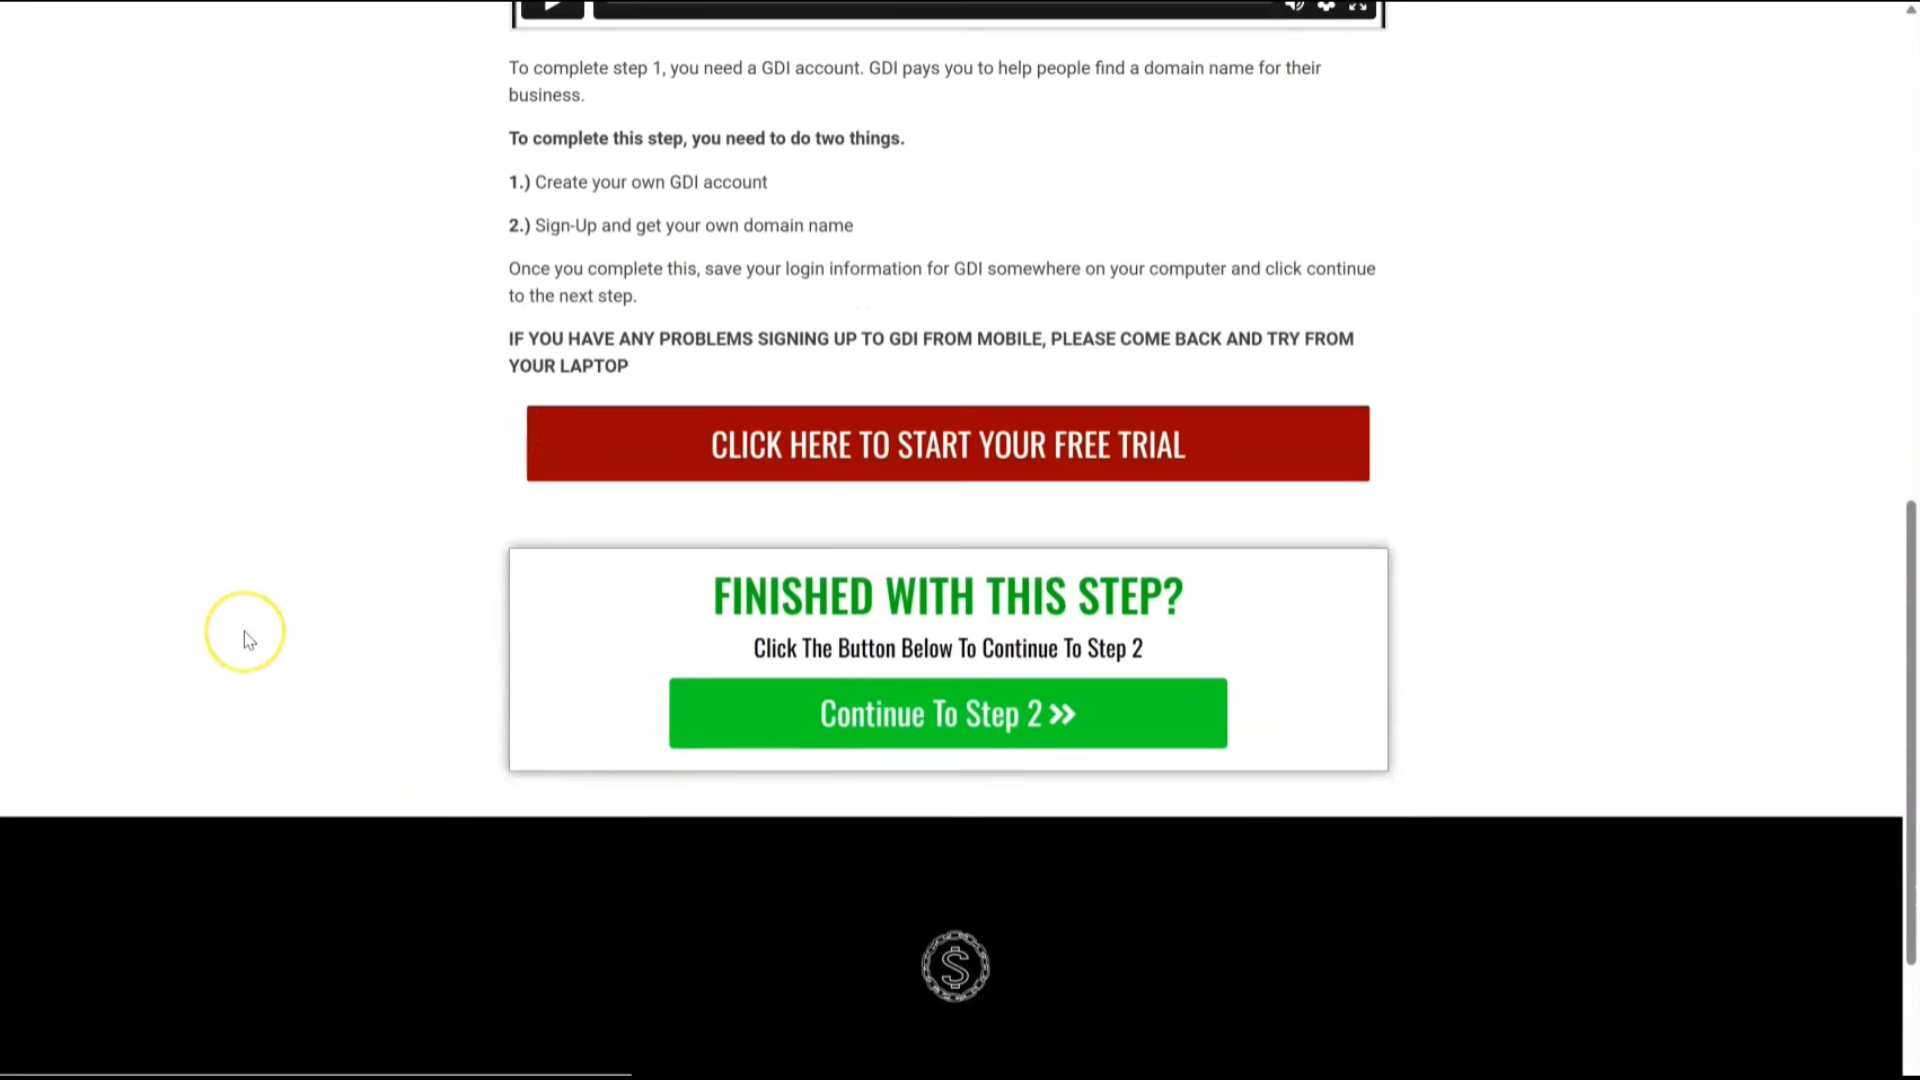 To complete step 1, you need a GDI account. GDI pays you to help people find a domain name for their
business.
To complete this step, you need to do two things.
1.) Create your own GDI account
2.) Sign-Up and get your own domain name
Once you complete this, save your login information for GDI somewhere on your computer and click continue
to the next step.
IF YOU HAVE ANY PROBLEMS SIGNING UP TO GDI FROM MOBILE, PLEASE COME BACK AND TRY FROM
YOUR LAPTOP
CLICK HERE TO START YOUR FREE TRIAL
FINISHED WITH THIS STEP?
Click The Button Below To Continue To Step 2
Continue To Step 2 »
$